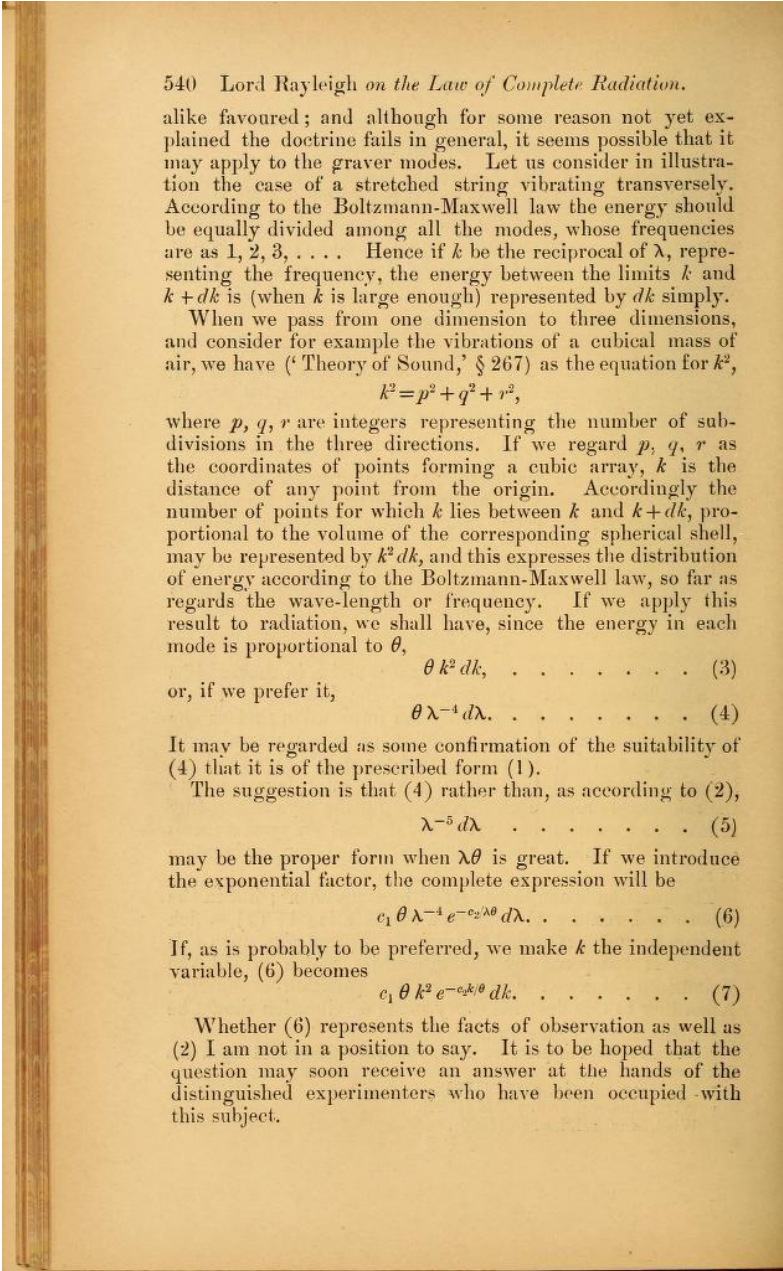 540 Lord Rayleigh on the Law of Complete Radiation.
alike favoured ; and although for some reason not yet ex-
plained the doctrine fails in general, it seems possible that it
may apply to the graver modes. Let us consider in illustra-
tion the case of a stretched string vibrating transversely.
According to the Boltzmann-Maxwell law the energy should
be equally divided among all the modes, whose frequencies
are as 1, 2, 3, . . . . Hence if k be the reciprocal of λ, repre-
senting the frequency, the energy between the limits k and
k + dk is (when k is large enough) represented by dk simply.
When we pass from one dimension to three dimensions,
and consider for example the vibrations of a cubical mass of
air, we have (‘ Theory of Sound,’ § 267) as the equation for k²,
k² = p² + q² + r²,
where p, q, r are integers representing the number of sub-
divisions in the three directions. If we regard p, q, r as
the coordinates of points forming a cubic array, k is the
distance of any point from the origin. Accordingly the
number of points for which k lies between k and k + dk, pro-
portional to the volume of the corresponding spherical shell,
may be represented by k² dk, and this expresses the distribution
of energy according to the Boltzmann-Maxwell law, so far as
regards the wave-length or frequency. If we apply this
result to radiation, we shall have, since the energy in each
mode is proportional to θ,
θ k² dk, . . . . . . . . (3)
or, if we prefer it,
θ λ⁻⁴ dλ. . . . . . . . . (4)
It may be regarded as some confirmation of the suitability of
(4) that it is of the prescribed form (1).
The suggestion is that (4) rather than, as according to (2),
λ⁻⁵ dλ . . . . . . . . (5)
may be the proper form when λθ is great. If we introduce
the exponential factor, the complete expression will be
c₁ θ λ⁻⁴ e^{−c₂/λθ} dλ. . . . . . . (6)
If, as is probably to be preferred, we make k the independent
variable, (6) becomes
c₁ θ k² e^{−c₂k/θ} dk. . . . . . . . (7)
Whether (6) represents the facts of observation as well as
(2) I am not in a position to say. It is to be hoped that the
question may soon receive an answer at the hands of the
distinguished experimenters who have been occupied with
this subject.